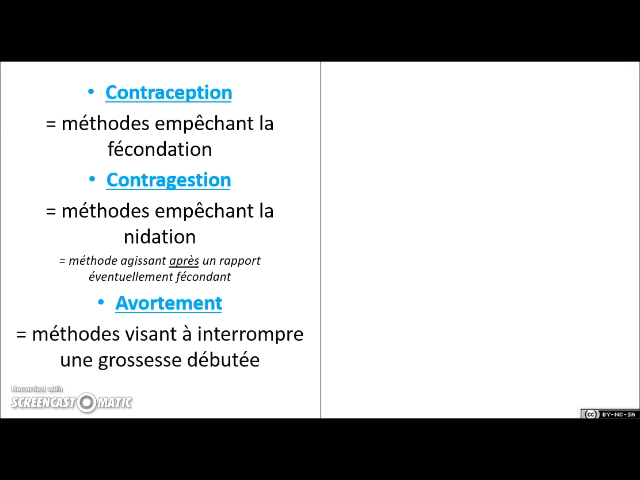 • Contraception
= méthodes empêchant la
fécondation
• Contragestion
= méthodes empêchant la
nidation
= méthode agissant après un rapport
éventuellement fécondant
• Avortement
= méthodes visant à interrompre
une grossesse débutée
Recorded with
SCREENCAST MATIC
cc BY-NC-SA